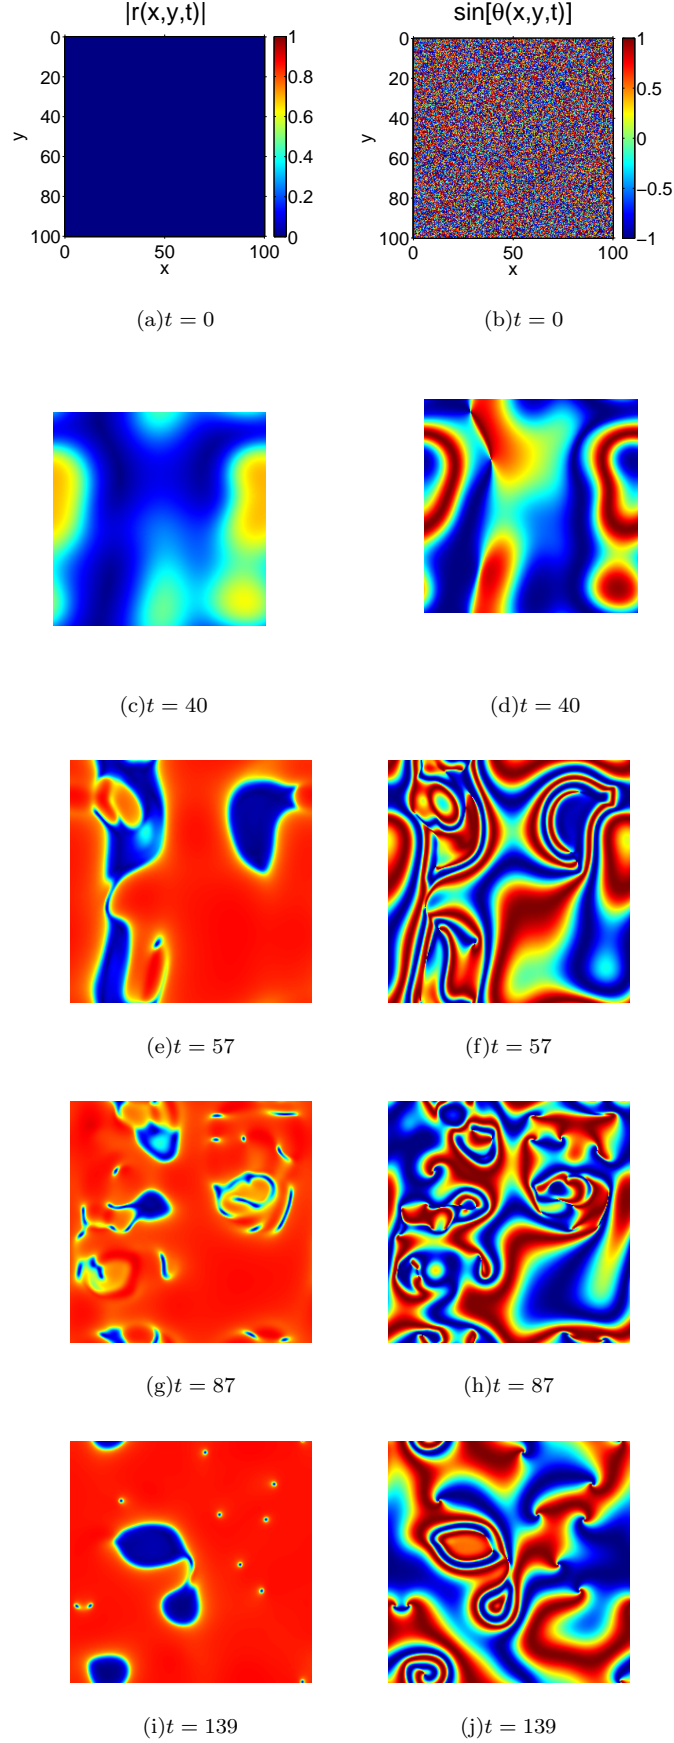 |r(x,y,t)| sin[θ(x,y,t)]
0 20 40 60 80 100
y
0 50 100
x
1 0.8 0.6 0.4 0.2 0
0 20 40 60 80 100
y
0 50 100
x
1 0.5 0 −0.5 −1
(a)t = 0 (b)t = 0
(c)t = 40 (d)t = 40
(e)t = 57 (f)t = 57
(g)t = 87 (h)t = 87
(i)t = 139 (j)t = 139